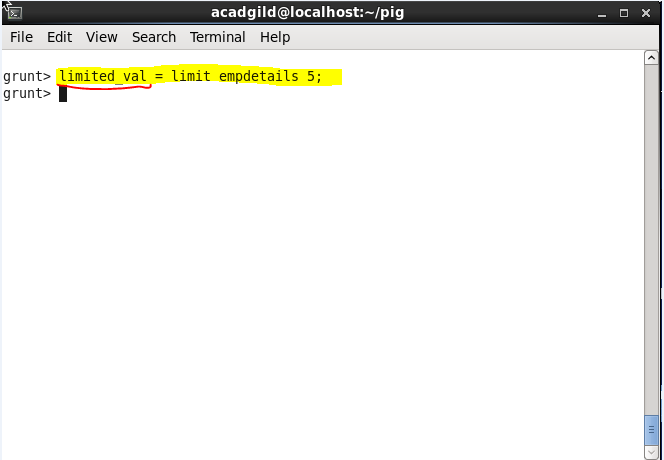 acadgild@localhost:~/pig
File Edit View Search Terminal Help
grunt> limited_val = limit empdetails 5;
grunt>